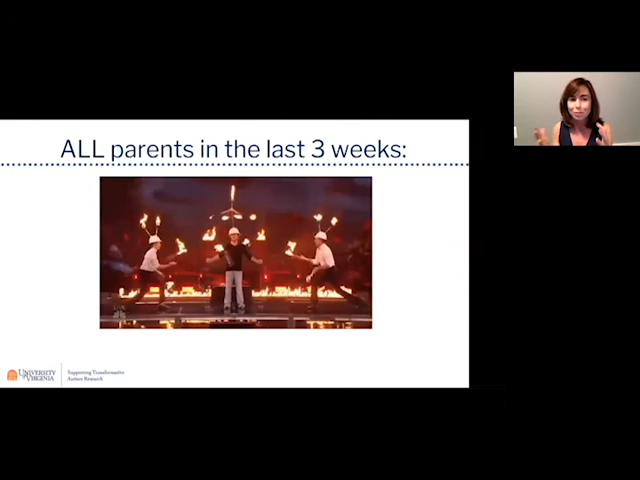 ALL parents in the last 3 weeks:
UNIVERSITY
of VIRGINIA
Supporting Transformative
Autism Research